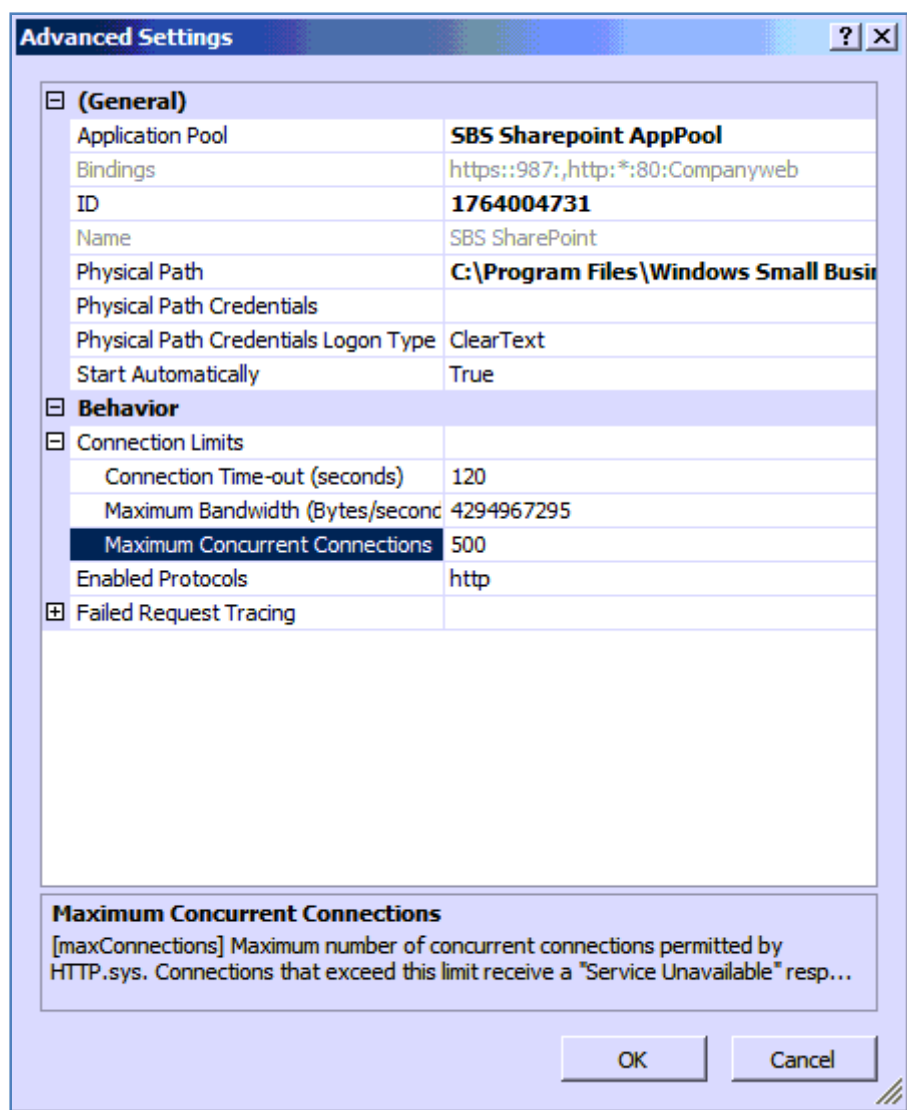 Advanced Settings
(General)
Application Pool SBS Sharepoint AppPool
Bindings https::987:,http:*:80:Companyweb
ID 1764004731
Name SBS SharePoint
Physical Path C:\Program Files\Windows Small Busin
Physical Path Credentials
Physical Path Credentials Logon Type ClearText
Start Automatically True
Behavior
Connection Limits
Connection Time-out (seconds) 120
Maximum Bandwidth (Bytes/second 4294967295
Maximum Concurrent Connections 500
Enabled Protocols http
Failed Request Tracing
Maximum Concurrent Connections
[maxConnections] Maximum number of concurrent connections permitted by
HTTP.sys. Connections that exceed this limit receive a "Service Unavailable" resp...
OK Cancel